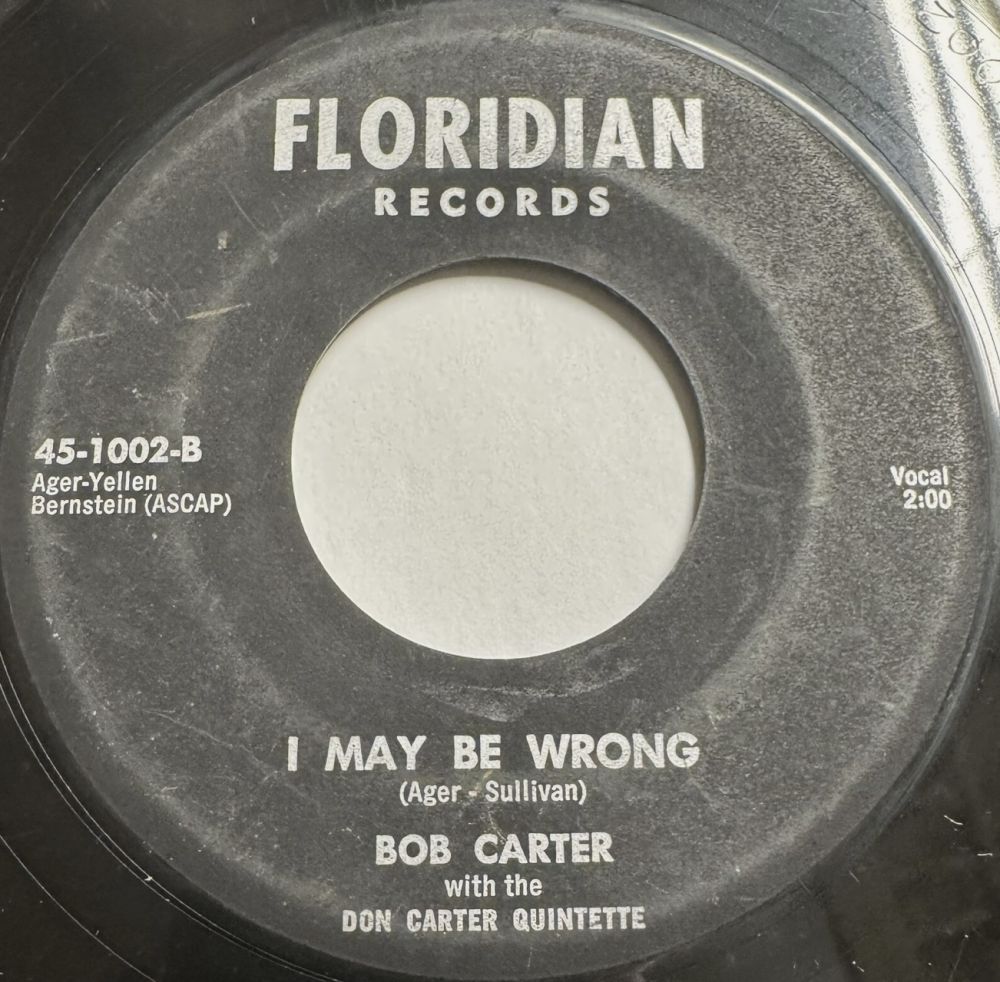 FLORIDIAN
RECORDS
45-1002-B
Ager-Yellen
Bernstein (ASCAP)
Vocal
2:00
I MAY BE WRONG
(Ager - Sullivan)
BOB CARTER
with the
DON CARTER QUINTETTE